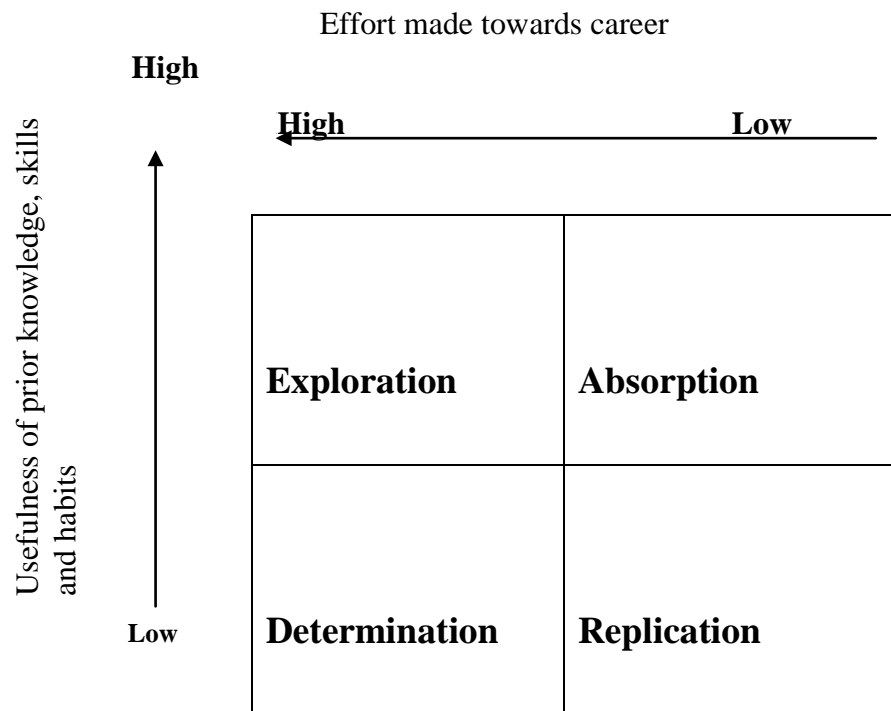 Effort made towards career
High
High
Low
Usefulness of prior knowledge, skills
and habits
Exploration
Absorption
Low
Determination
Replication